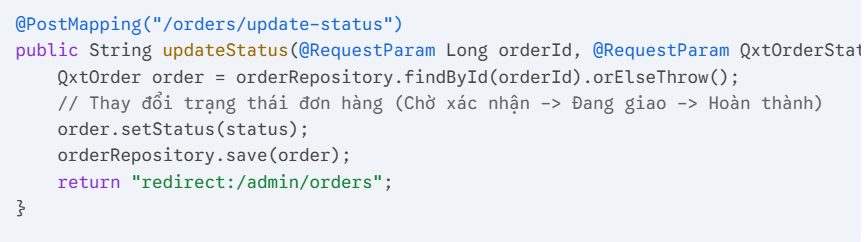 @PostMapping("/orders/update-status")
public String updateStatus(@RequestParam Long orderId, @RequestParam QxtOrderStat
    QxtOrder order = orderRepository.findById(orderId).orElseThrow();
    // Thay đổi trạng thái đơn hàng (Chờ xác nhận -> Đang giao -> Hoàn thành)
    order.setStatus(status);
    orderRepository.save(order);
    return "redirect:/admin/orders";
}